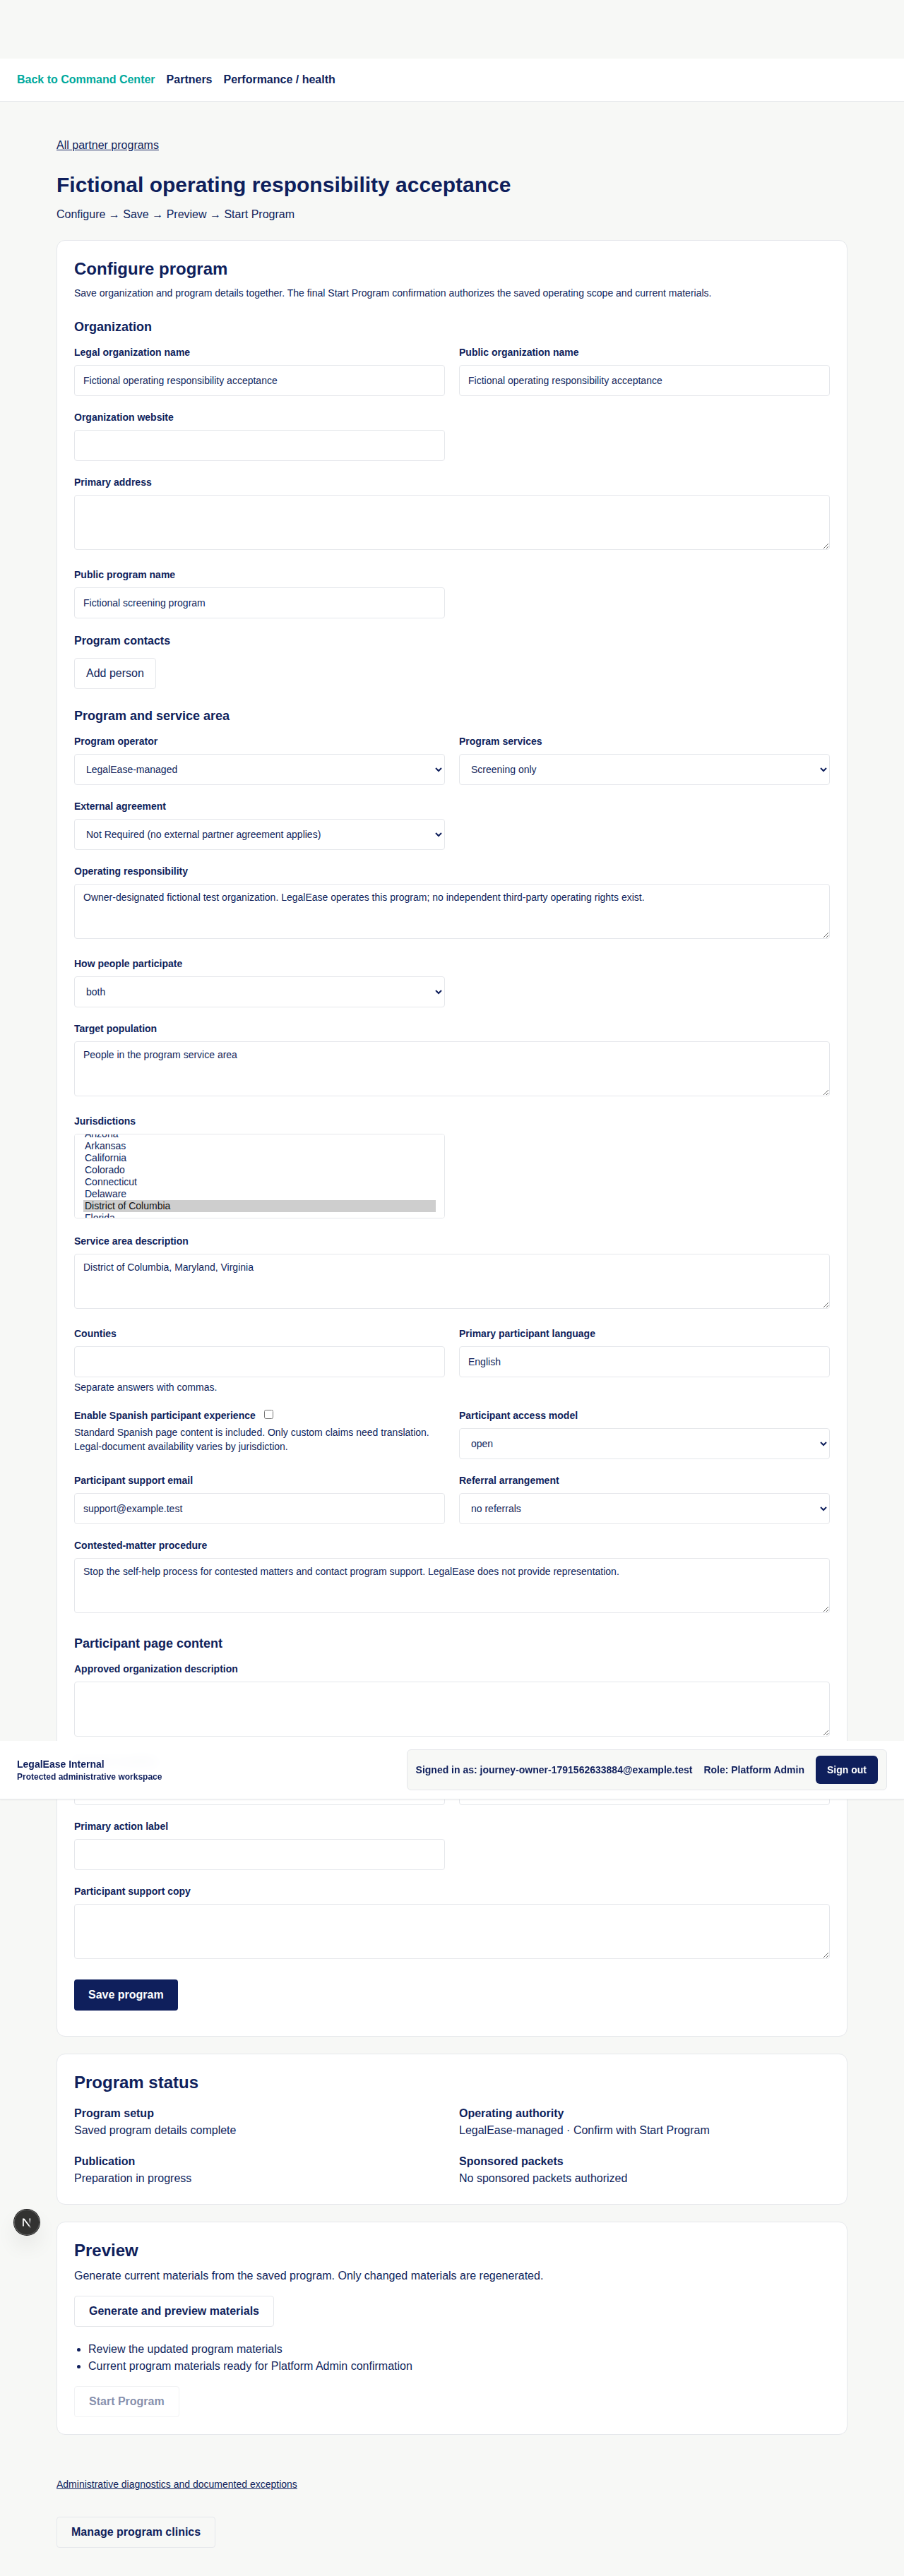 Back to Command Center Partners Performance / health
All partner programs
Fictional operating responsibility acceptance
Configure → Save → Preview → Start Program
Configure program
Save organization and program details together. The final Start Program confirmation authorizes the saved operating scope and current materials.
Organization
Legal organization name
Fictional operating responsibility acceptance
Public organization name
Fictional operating responsibility acceptance
Organization website
Primary address
Public program name
Fictional screening program
Program contacts
Add person
Program and service area
Program operator
LegalEase-managed
Program services
Screening only
External agreement
Not Required (no external partner agreement applies)
Operating responsibility
Owner-designated fictional test organization. LegalEase operates this program; no independent third-party operating rights exist.
How people participate
both
Target population
People in the program service area
Jurisdictions
Arizona
Arkansas
California
Colorado
Connecticut
Delaware
District of Columbia
Florida
Service area description
District of Columbia, Maryland, Virginia
Counties
Separate answers with commas.
Primary participant language
English
Enable Spanish participant experience
Standard Spanish page content is included. Only custom claims need translation.
Legal-document availability varies by jurisdiction.
Participant access model
open
Participant support email
support@example.test
Referral arrangement
no referrals
Contested-matter procedure
Stop the self-help process for contested matters and contact program support. LegalEase does not provide representation.
Participant page content
Approved organization description
LegalEase Internal
Protected administrative workspace
Signed in as: journey-owner-1791562633884@example.test Role: Platform Admin Sign out
Primary action label
Participant support copy
Save program
Program status
Program setup
Saved program details complete
Operating authority
LegalEase-managed · Confirm with Start Program
Publication
Preparation in progress
Sponsored packets
No sponsored packets authorized
Preview
Generate current materials from the saved program. Only changed materials are regenerated.
Generate and preview materials
• Review the updated program materials
• Current program materials ready for Platform Admin confirmation
Start Program
Administrative diagnostics and documented exceptions
Manage program clinics